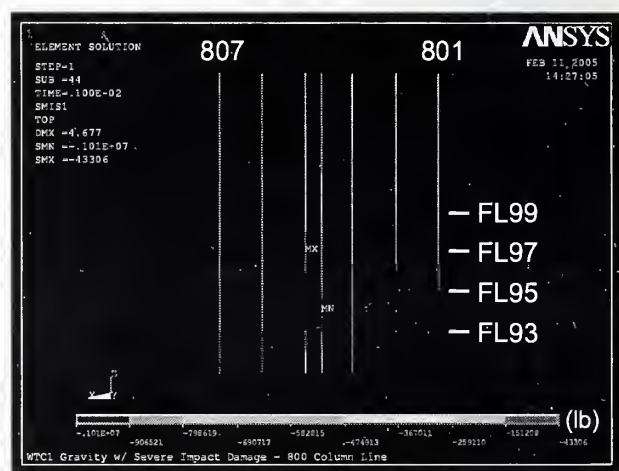 ELEMENT SOLUTION
STEP=1
SUB =44
TIME=.100E-02
SMIS1
TOP
DMX =4.677
SMN =-.101E+07
SMX =-43306
807
801
ANSYS
FEB 11, 2005
14:27:05
FL99
MX
FL97
FL95
MN
FL93
(lb)
-.101E+07 -906521 -798619 -690717 -582815 -474913 -367011 -259110 -151208 -43306
WTC1 Gravity w/ Severe Impact Damage - 800 Column Line